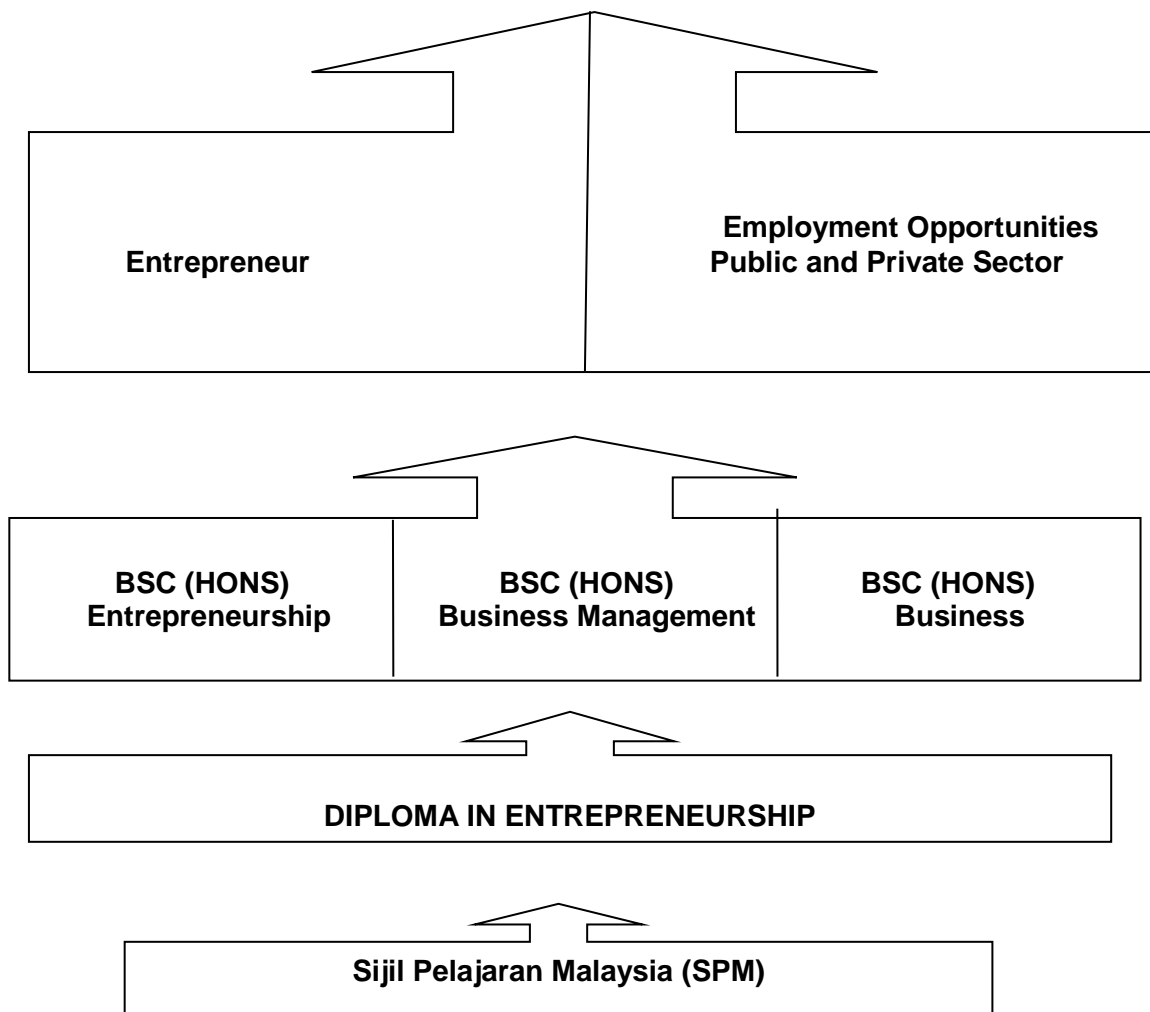 Entrepreneur
Employment Opportunities
Public and Private Sector
BSC (HONS)
Entrepreneurship
BSC (HONS)
Business Management
BSC (HONS)
Business
DIPLOMA IN ENTREPRENEURSHIP
Sijil Pelajaran Malaysia (SPM)